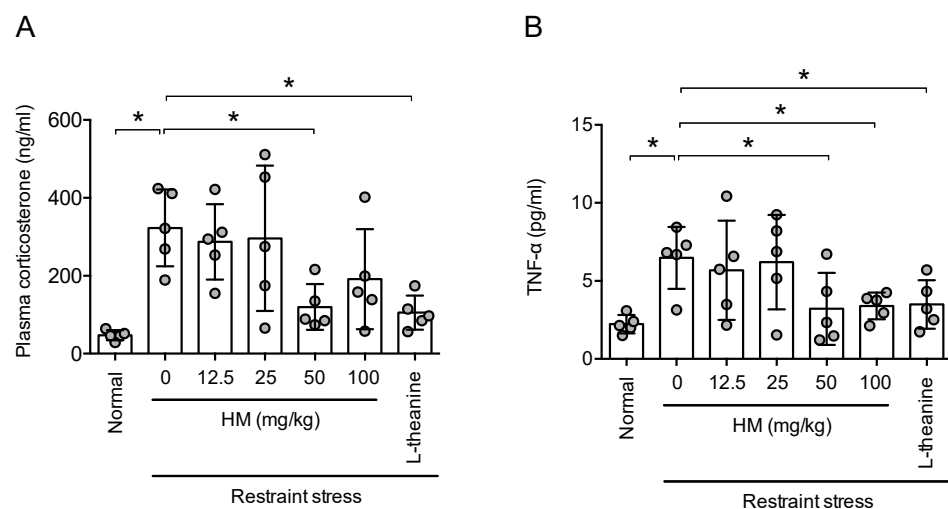 A
*
*
*
Plasma corticosterone (ng/ml)
600
400
200
0
Normal
0 12.5 25 50 100
L-theanine
HM (mg/kg)
Restraint stress
B
*
*
*
*
TNF-α (pg/ml)
15
10
5
0
Normal
0 12.5 25 50 100
L-theanine
HM (mg/kg)
Restraint stress